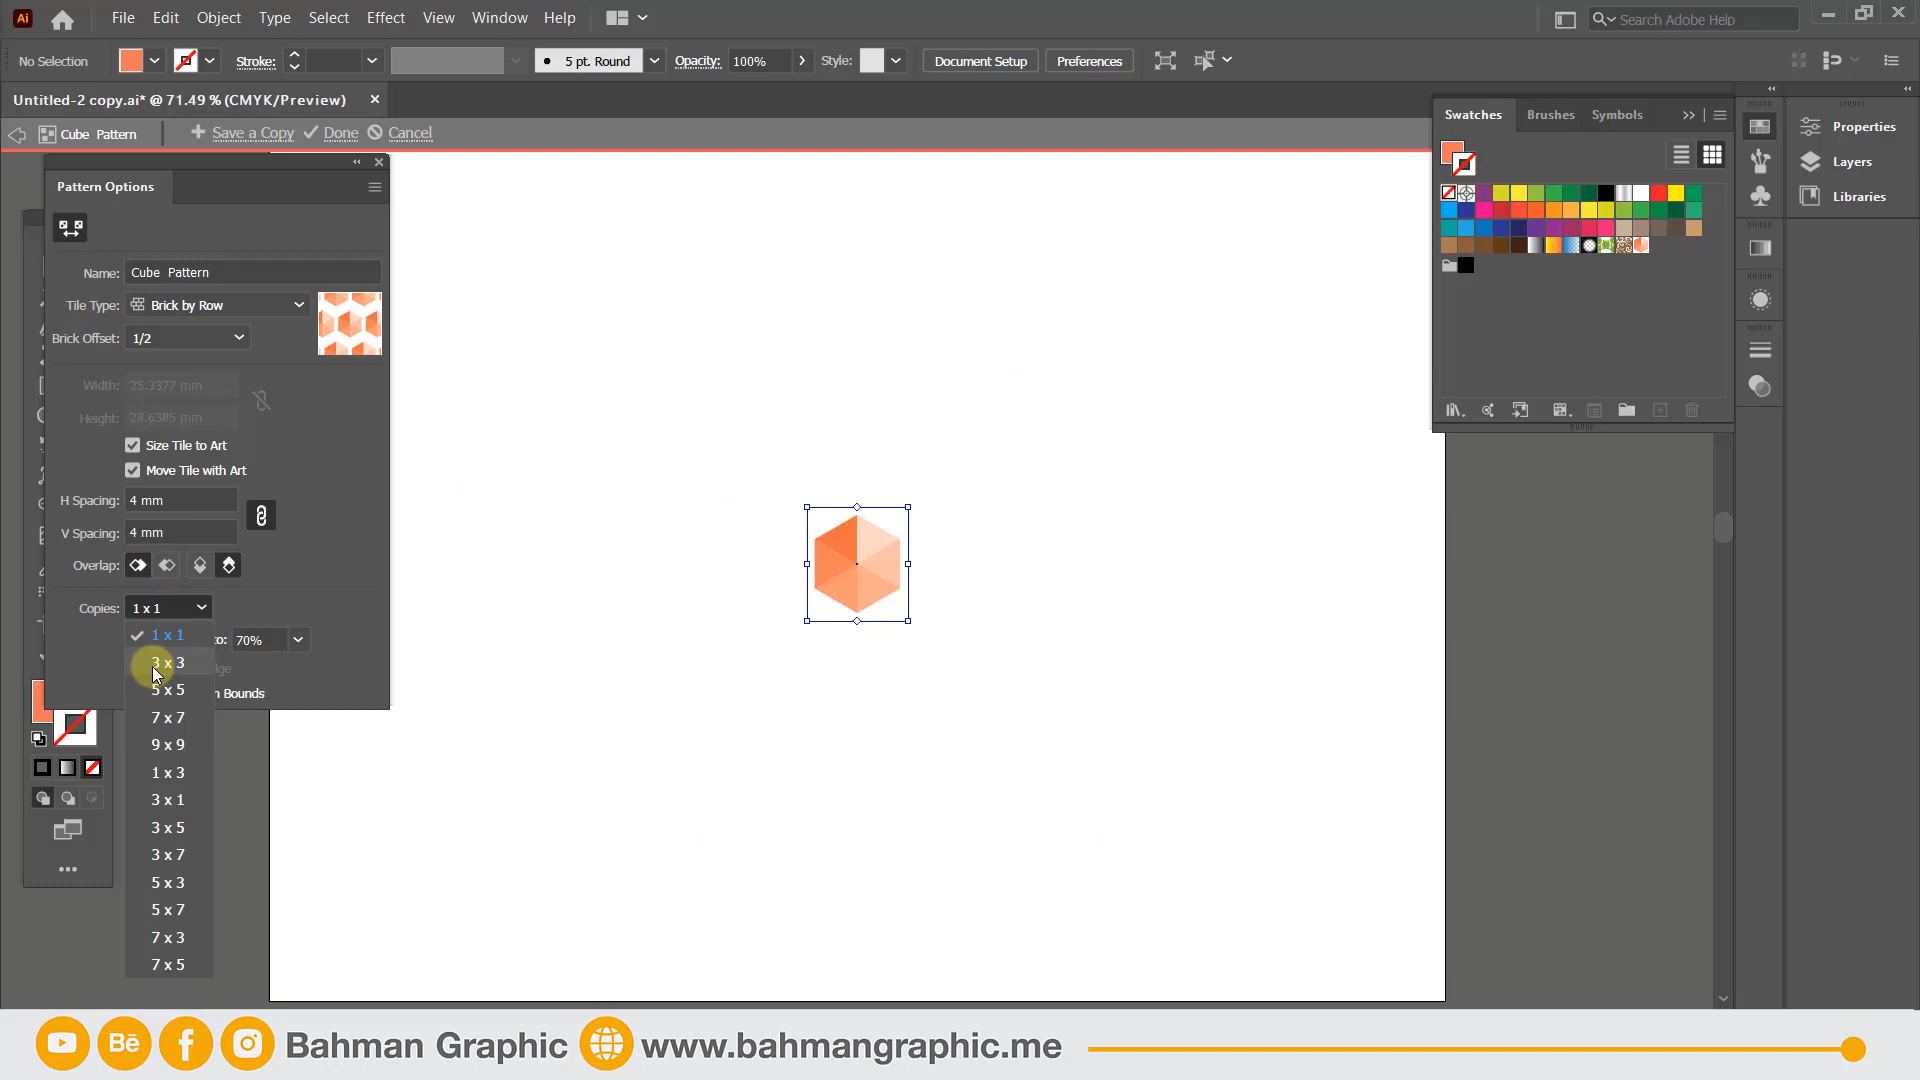 Ai File Edit Object Type Select Effect View Window Help Search Adobe Help
No Selection Stroke: 5 pt. Round Opacity: 100% Style: Document Setup Preferences
Untitled-2 copy.ai* @ 71.49 % (CMYK/Preview)
Cube Pattern Save a Copy Done Cancel
Pattern Options
Name: Cube Pattern
Tile Type: Brick by Row
Brick Offset: 1/2
Width: 25.3377 mm
Height: 28.6385 mm
Size Tile to Art
Move Tile with Art
H Spacing: 4 mm
V Spacing: 4 mm
Overlap:
Copies: 1 x 1
1 x 1
to: 70%
3 x 3
dge
5 x 5
n Bounds
7 x 7
9 x 9
1 x 3
3 x 1
3 x 5
3 x 7
5 x 3
5 x 7
7 x 3
7 x 5
Swatches Brushes Symbols
Properties
Layers
Libraries
Bē
Bahman Graphic www.bahmangraphic.me